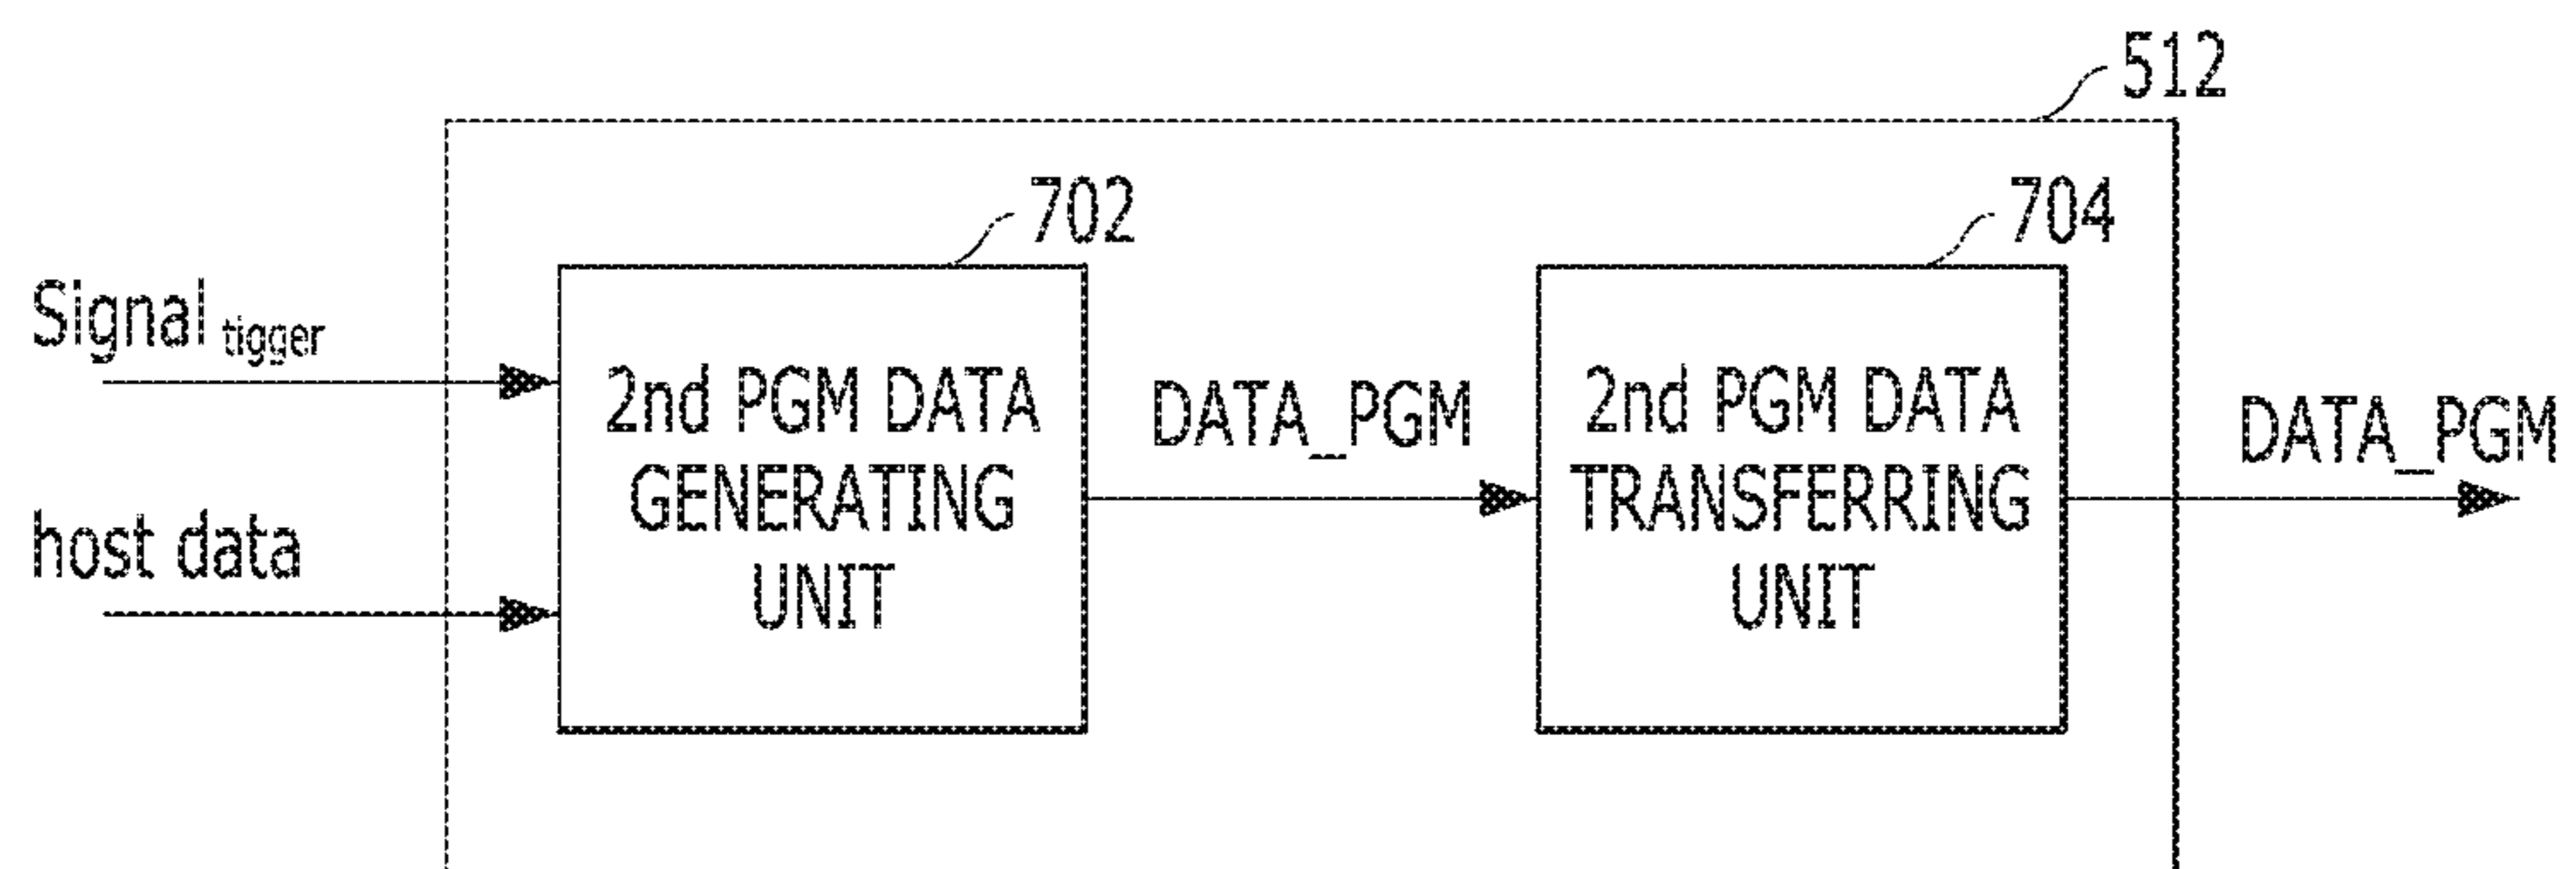 512
702
704
Signal tigger
host data
2nd PGM DATA
GENERATING
UNIT
DATA_PGM
2nd PGM DATA
TRANSFERRING
UNIT
DATA_PGM